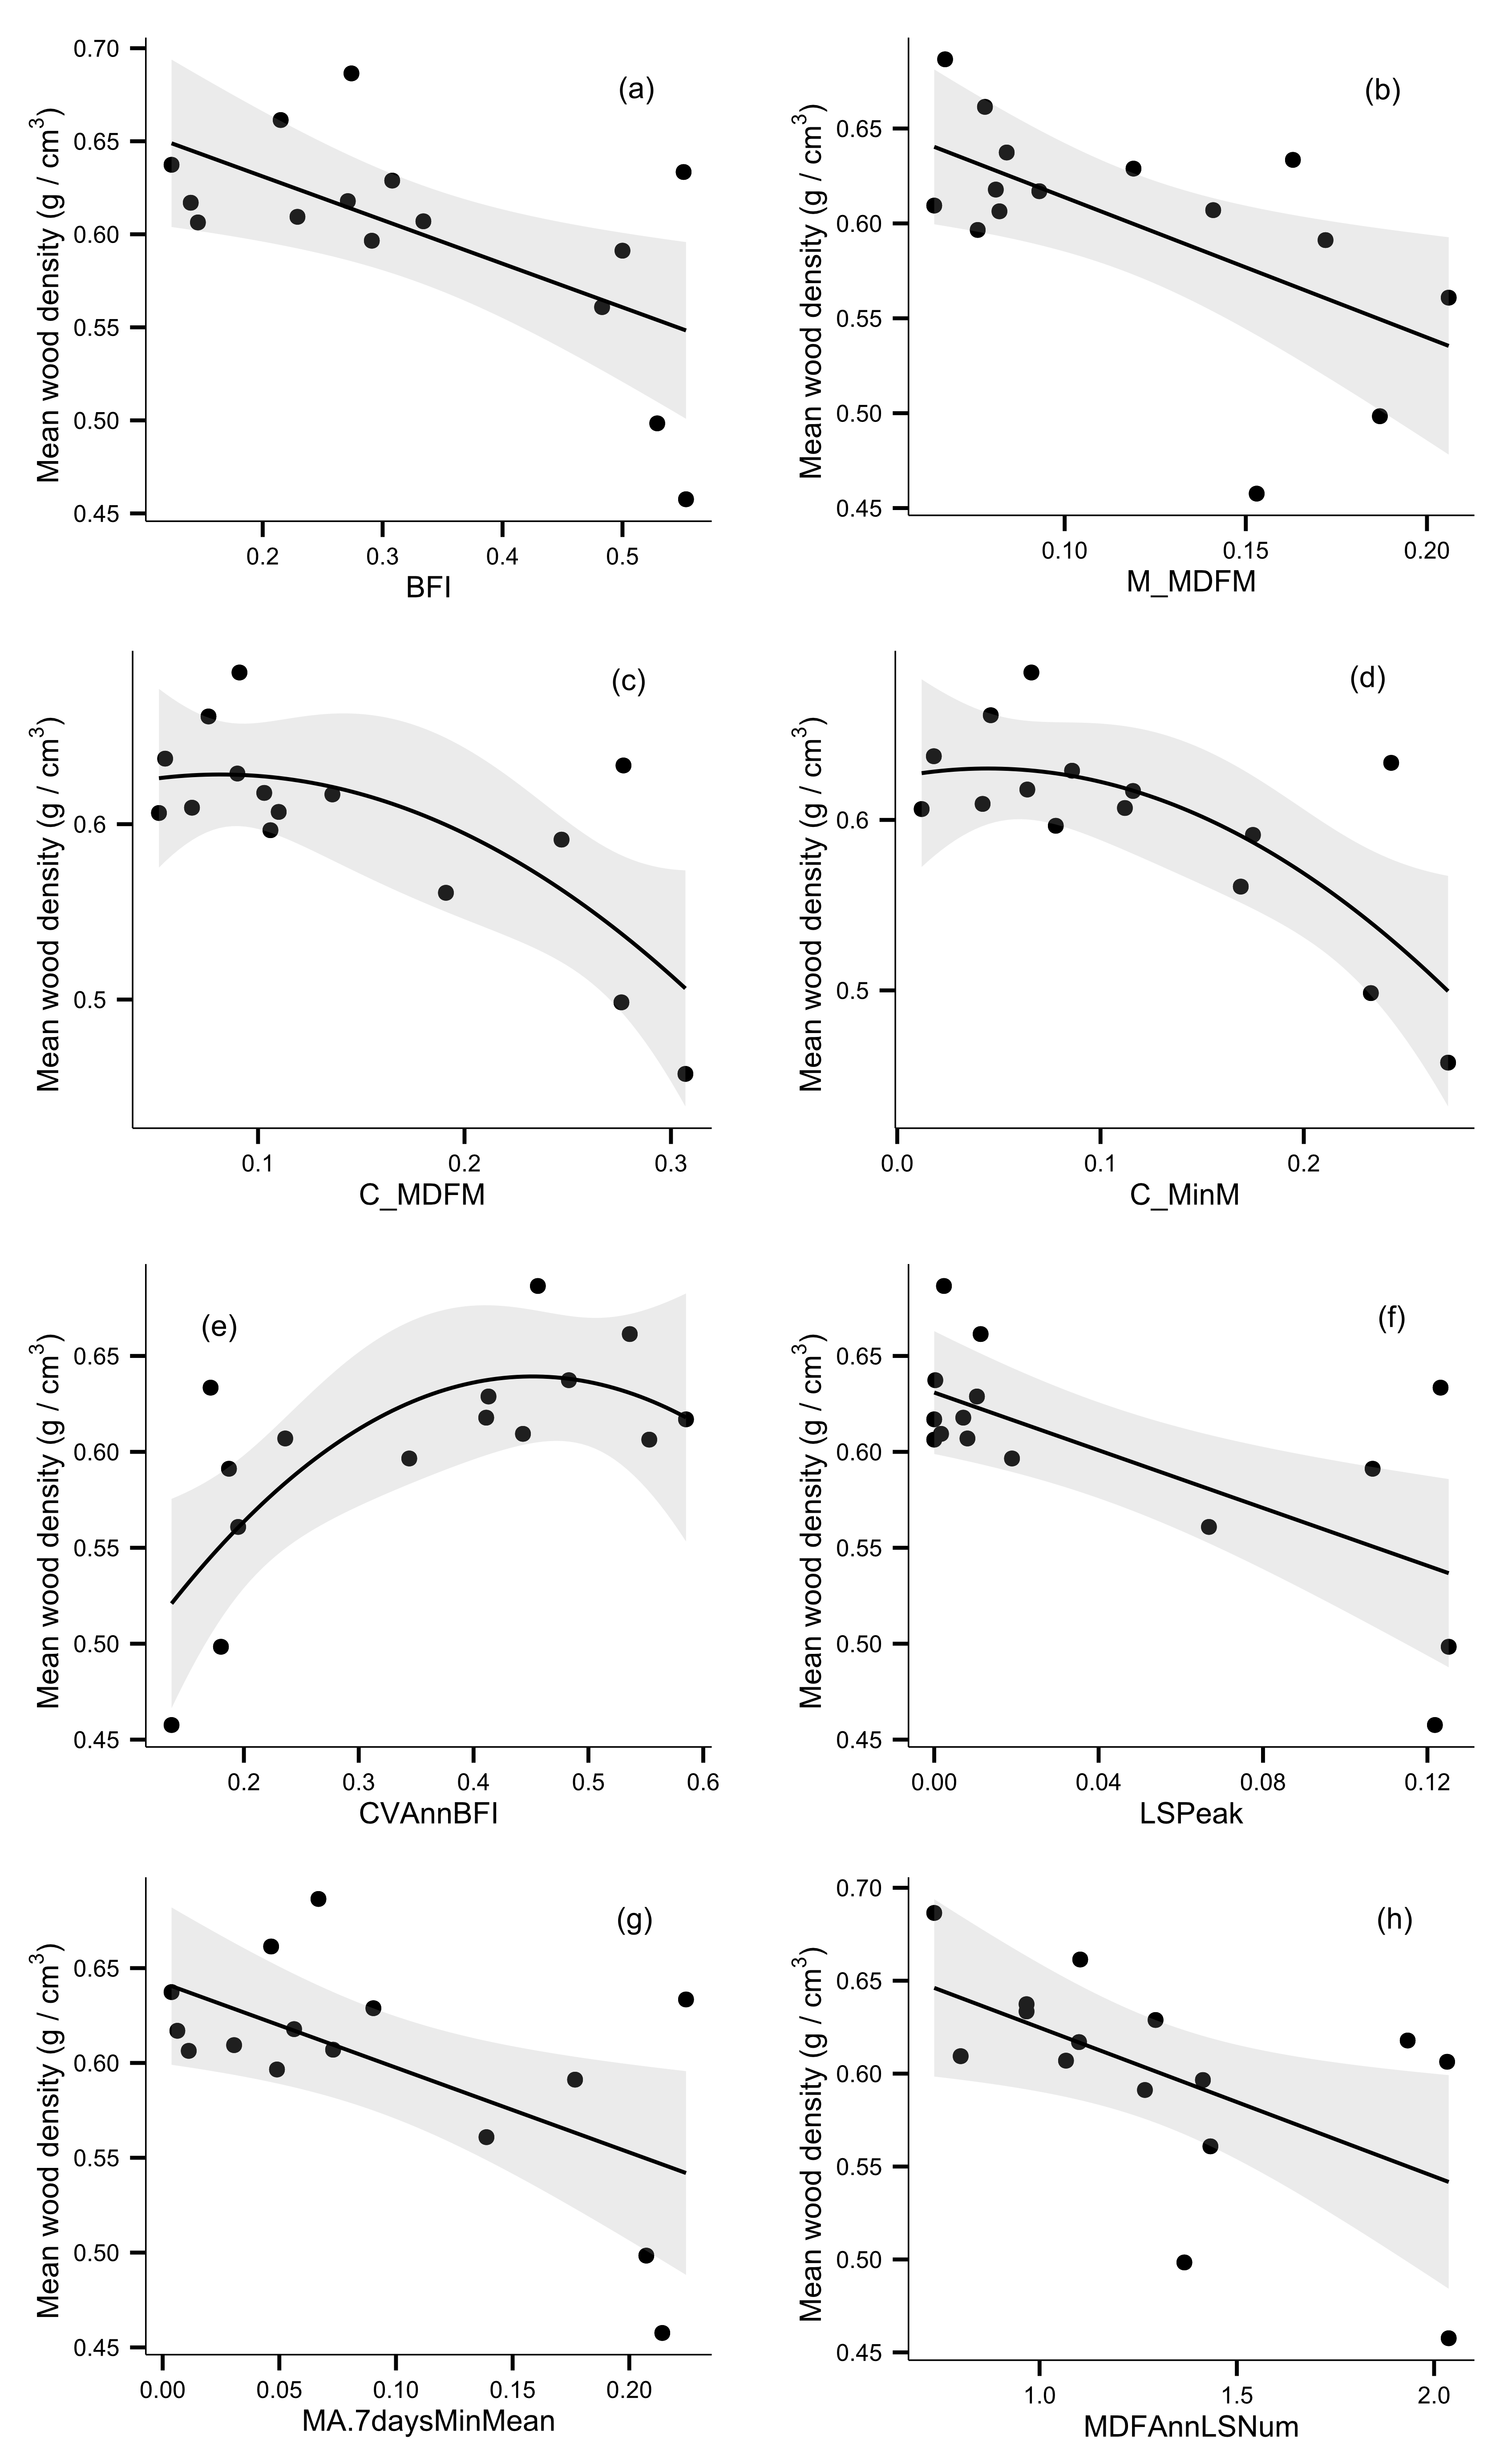 (a)
Mean wood density (g / cm³)
0.70
0.65
0.60
0.55
0.50
0.45
0.2 0.3 0.4 0.5
BFI
(b)
Mean wood density (g / cm³)
0.65
0.60
0.55
0.50
0.45
0.10 0.15 0.20
M_MDFM
(c)
Mean wood density (g / cm³)
0.6
0.5
0.1 0.2 0.3
C_MDFM
(d)
Mean wood density (g / cm³)
0.6
0.5
0.0 0.1 0.2
C_MinM
(e)
Mean wood density (g / cm³)
0.65
0.60
0.55
0.50
0.45
0.2 0.3 0.4 0.5 0.6
CVAnnBFI
(f)
Mean wood density (g / cm³)
0.65
0.60
0.55
0.50
0.45
0.00 0.04 0.08 0.12
LSPeak
(g)
Mean wood density (g / cm³)
0.65
0.60
0.55
0.50
0.45
0.00 0.05 0.10 0.15 0.20
MA.7daysMinMean
(h)
Mean wood density (g / cm³)
0.70
0.65
0.60
0.55
0.50
0.45
1.0 1.5 2.0
MDFAnnLSNum